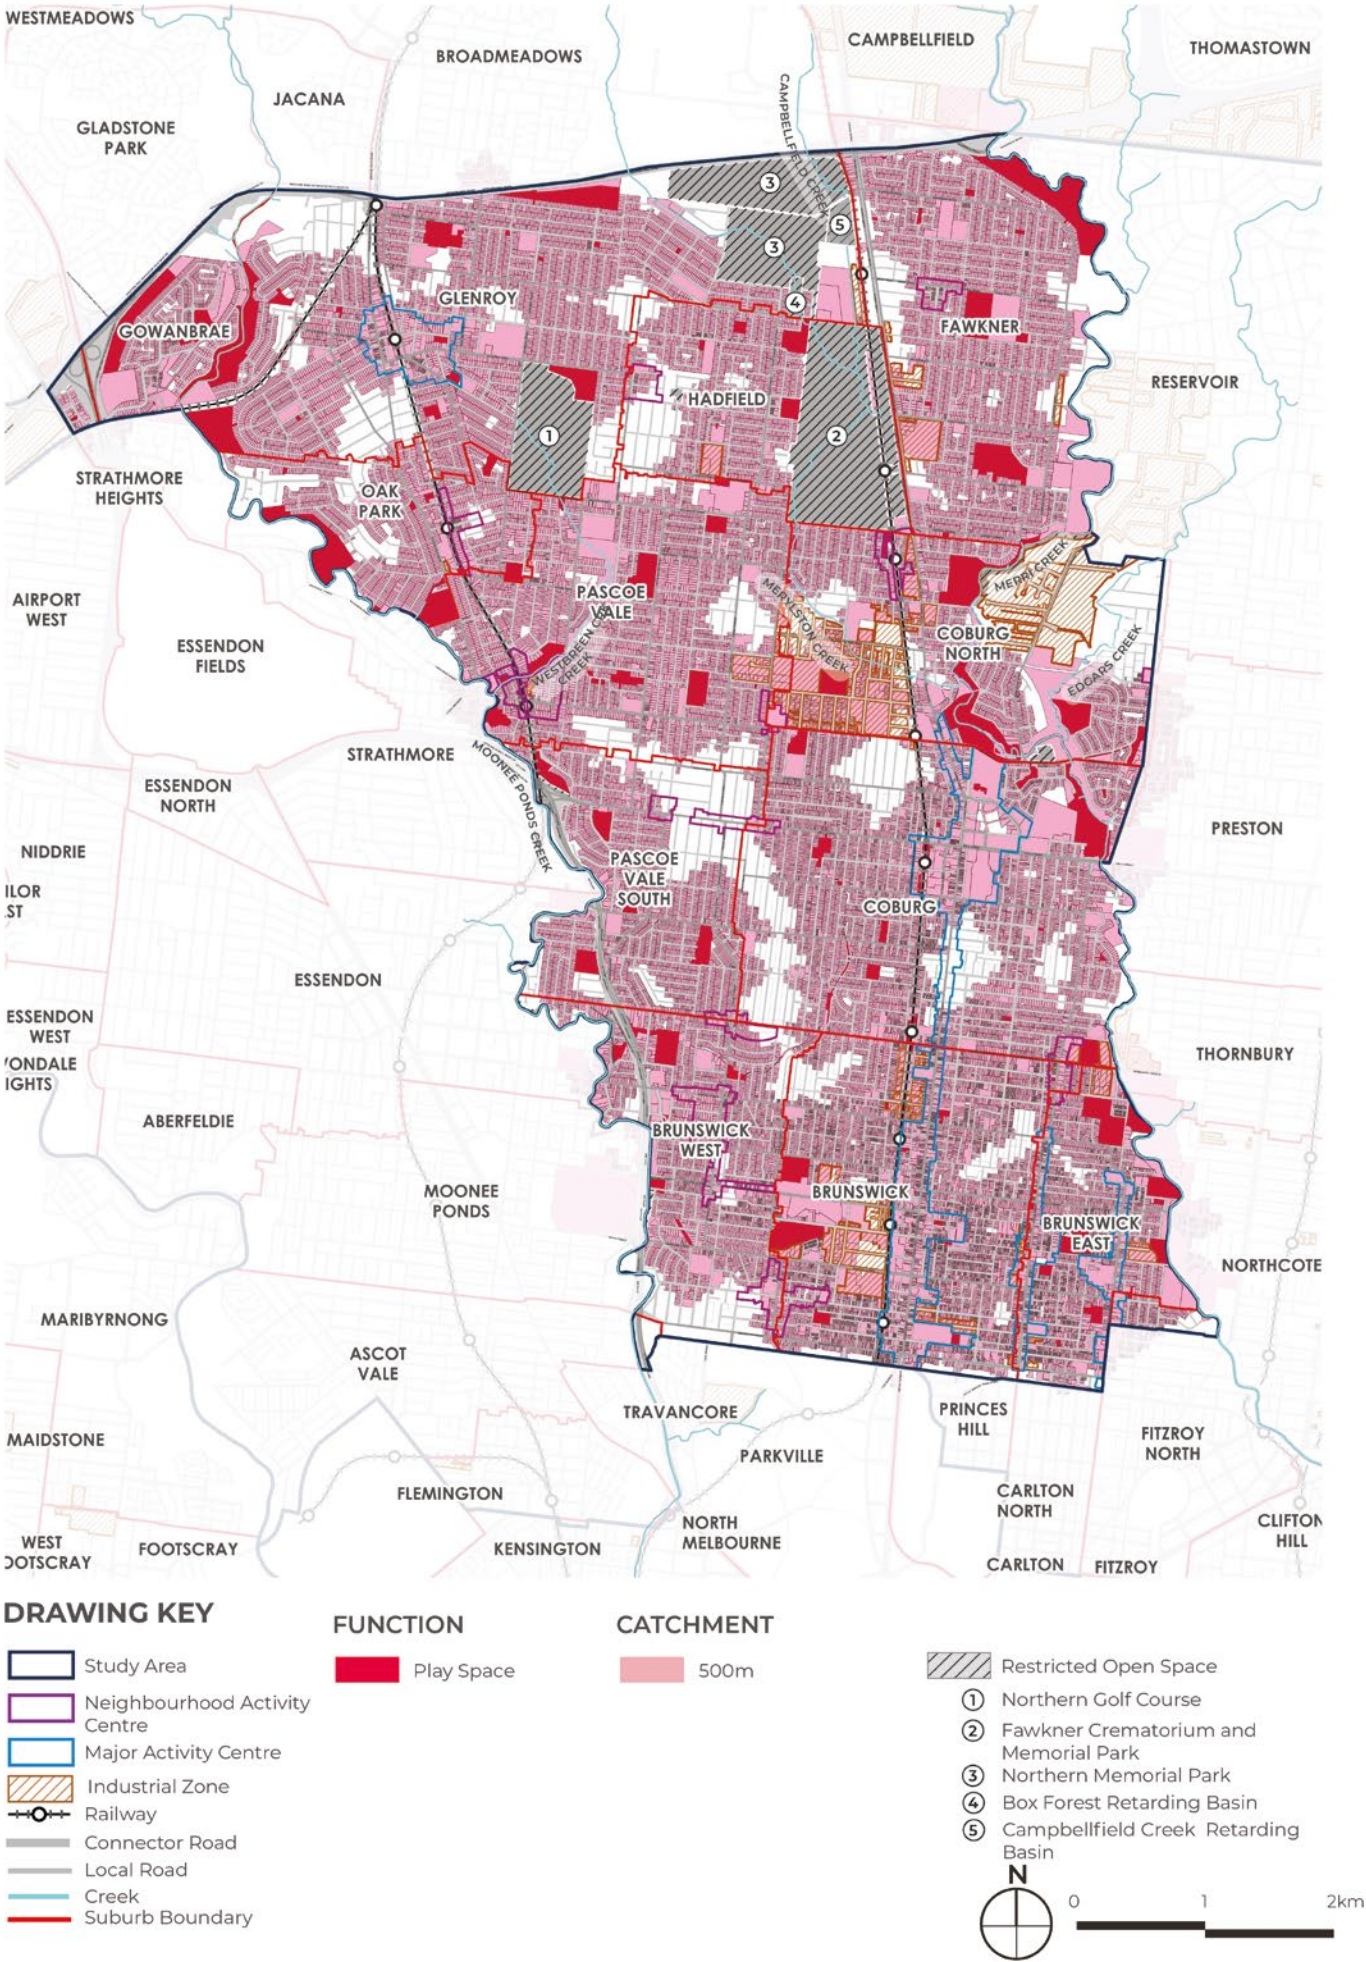 WESTMEADOWS
BROADMEADOWS
CAMPBELLFIELD
THOMASTOWN
JACANA
GLADSTONE
PARK
CAMPBELLFIELD CREEK
3
5
3
4
GLENROY
GOWANBRAE
FAWKNER
RESERVOIR
HADFIELD
1
2
STRATHMORE
HEIGHTS
OAK
PARK
MERRI CREEK
AIRPORT
WEST
PASCOE
VALE
MERYLSTON CREEK
COBURG
NORTH
ESSENDON
FIELDS
WESTBREEN
CREEK
EDGARS CREEK
STRATHMORE
MOONEE PONDS CREEK
ESSENDON
NORTH
PRESTON
NIDDRIE
PASCOE
VALE
SOUTH
ILOR
ST
COBURG
ESSENDON
ESSENDON
WEST
VONDALE
IGHTS
THORNBURY
ABERFELDIE
BRUNSWICK
WEST
MOONEE
PONDS
BRUNSWICK
BRUNSWICK
EAST
NORTHCOTE
MARIBYRNONG
ASCOT
VALE
TRAVANCORE
PRINCES
HILL
MAIDSTONE
PARKVILLE
FITZROY
NORTH
FLEMINGTON
CARLTON
NORTH
WEST
OOTSCRAY
FOOTSCRAY
KENSINGTON
NORTH
MELBOURNE
CLIFTON
HILL
CARLTON
FITZROY
DRAWING KEY
Study Area
Neighbourhood Activity
Centre
Major Activity Centre
Industrial Zone
Railway
Connector Road
Local Road
Creek
Suburb Boundary
FUNCTION
Play Space
CATCHMENT
500m
Restricted Open Space
1 Northern Golf Course
2 Fawkner Crematorium and
Memorial Park
3 Northern Memorial Park
4 Box Forest Retarding Basin
5 Campbellfield Creek Retarding
Basin
N
0 1 2km